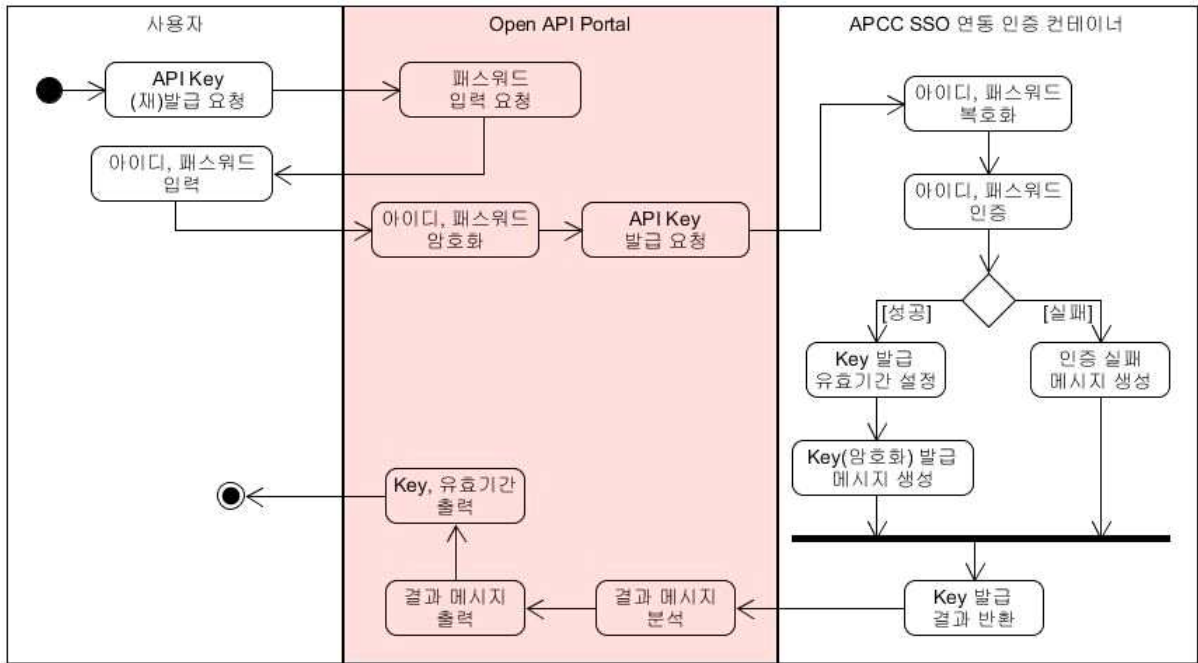 사용자
Open API Portal
APCC SSO 연동 인증 컨테이너
API Key
(재)발급 요청
패스워드
입력 요청
아이디, 패스워드
복호화
아이디, 패스워드
입력
아이디, 패스워드
인증
아이디, 패스워드
암호화
API Key
발급 요청
[성공]
[실패]
Key 발급
유효기간 설정
인증 실패
메시지 생성
Key(암호화) 발급
메시지 생성
Key, 유효기간
출력
결과 메시지
출력
결과 메시지
분석
Key 발급
결과 반환